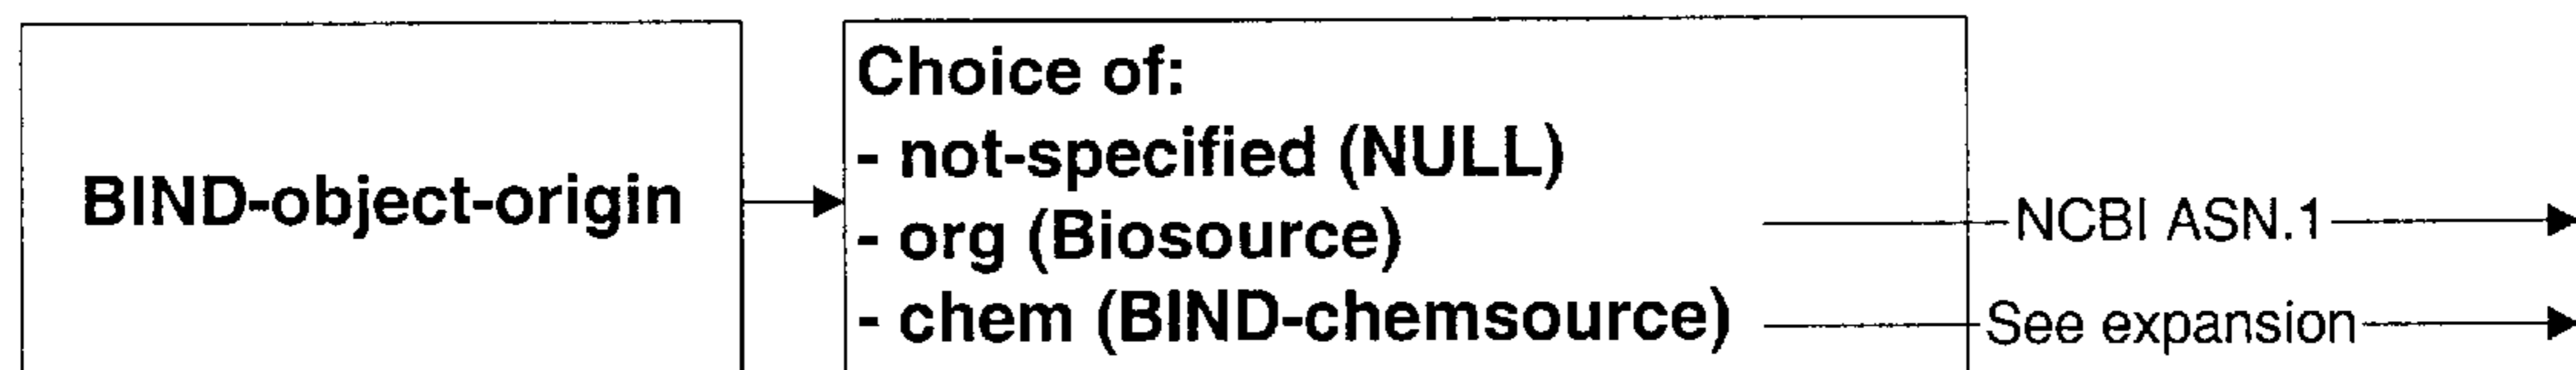 BIND-object-origin
Choice of:
- not-specified (NULL)
- org (Biosource)
- chem (BIND-chemsource)
NCBI ASN.1
See expansion